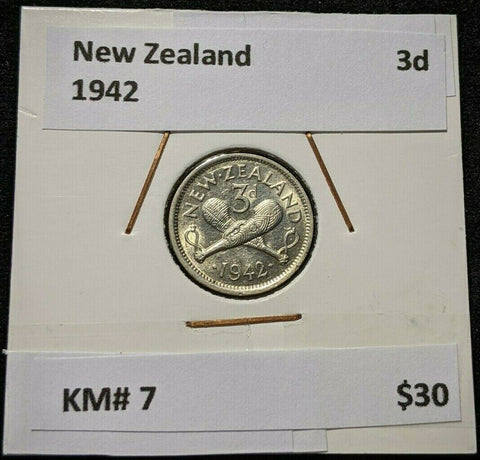 New Zealand 3d
1942
NEW·ZEALAND
3d
·1942·
KM# 7 $30